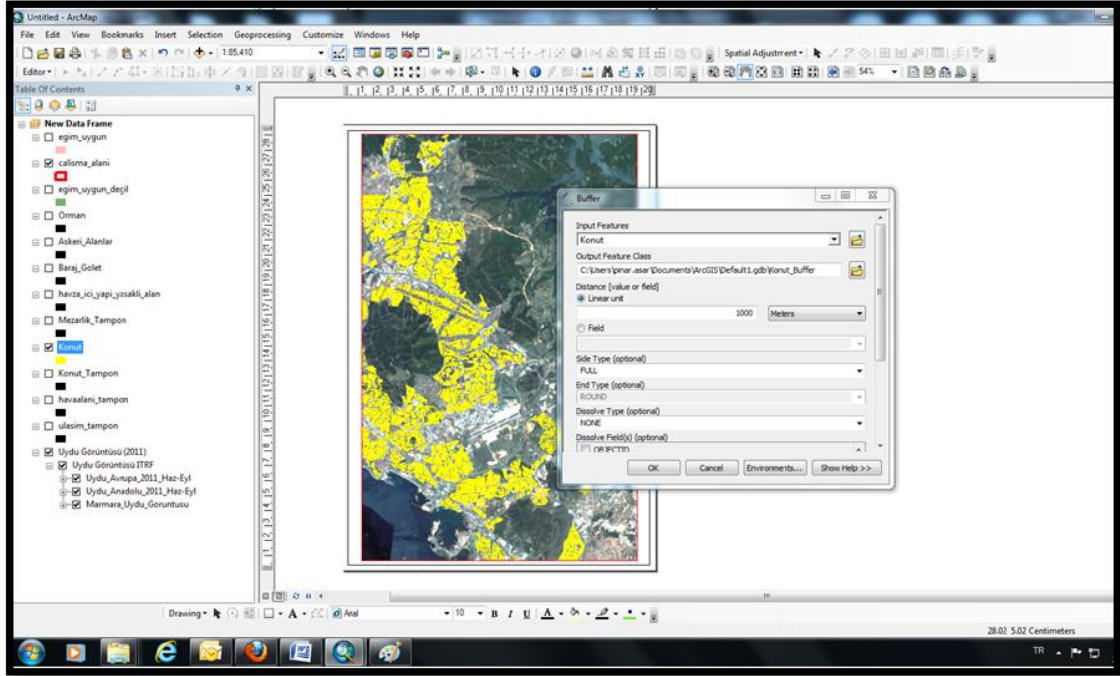 Untitled - ArcMap
File Edit View Bookmarks Insert Selection Geoprocessing Customize Windows Help
1:85,410
Spatial Adjustment
Editor
54%
Table Of Contents
New Data Frame
egim_uygun
calisma_alani
egim_uygun_deçil
Orman
Askeri_Alanlar
Baraj_Golet
havza_ici_yapi_yasakli_alan
Mezarlik_Tampon
Konut
Konut_Tampon
havaalani_tampon
ulasim_tampon
Uydu Görüntüsü (2011)
Uydu Görüntüsü ITRF
Uydu_Avrupa_2011_Haz-Eyl
Uydu_Anadolu_2011_Haz-Eyl
Marmara_Uydu_Goruntusu
Buffer
Input Features
Konut
Output Feature Class
C:\Users\pinar.asar\Documents\ArcGIS\Default1.gdb\Konut_Buffer
Distance [value or field]
Linear unit
1000 Meters
Field
Side Type (optional)
FULL
End Type (optional)
ROUND
Dissolve Type (optional)
NONE
Dissolve Field(s) (optional)
OBJECTID
OK Cancel Environments... Show Help >>
Drawing A Arial 10 B I U A
28.02 5.02 Centimeters
TR